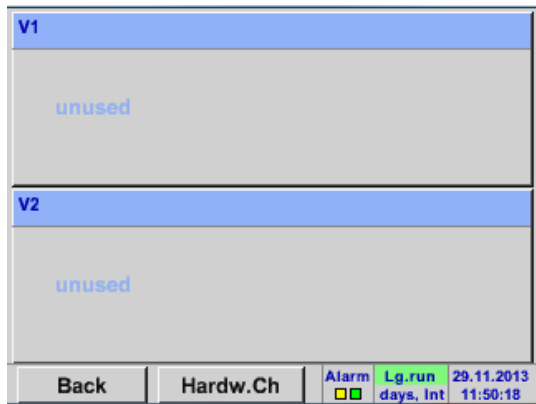 V1
unused
V2
unused
Back
Hardw.Ch
Alarm
Lg.run
days, Int
29.11.2013
11:50:18